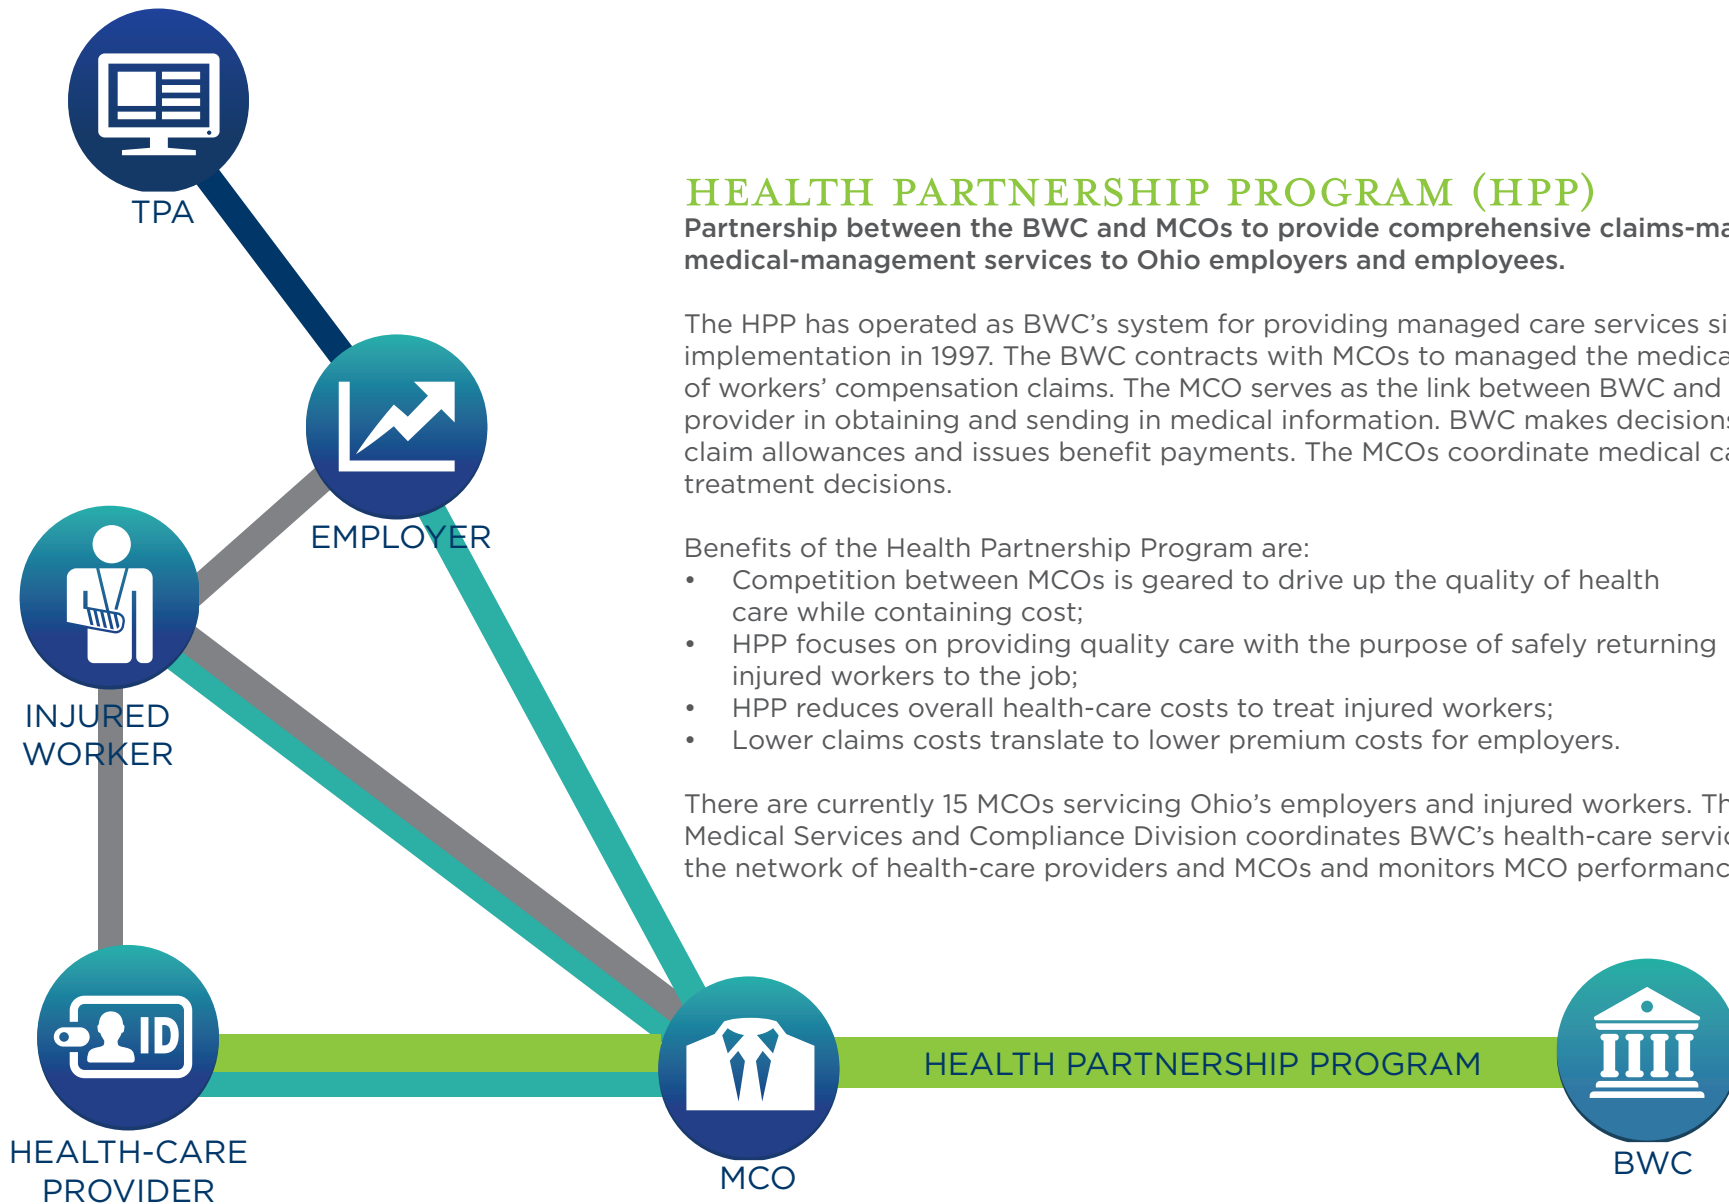 TPA
HEALTH PARTNERSHIP PROGRAM (HPP)
Partnership between the BWC and MCOs to provide comprehensive
medical-management services to Ohio employers and employees.
The HPP has operated as BWC's system for providing managed care services
implementation in 1997. The BWC contracts with MCOs to managed the
of workers' compensation claims. The MCO serves as the link between BWC and
provider in obtaining and sending in medical information. BWC makes decisions
claim allowances and issues benefit payments. The MCOs coordinate medical
treatment decisions.
Benefits of the Health Partnership Program are:
• Competition between MCOs is geared to drive up the quality of health
care while containing cost;
• HPP focuses on providing quality care with the purpose of safely returning
injured workers to the job;
• HPP reduces overall health-care costs to treat injured workers;
• Lower claims costs translate to lower premium costs for employers.
There are currently 15 MCOs servicing Ohio's employers and injured workers.
Medical Services and Compliance Division coordinates BWC's health-care
the network of health-care providers and MCOs and monitors MCO
EMPLOYER
INJURED
WORKER
ID
HEALTH-CARE
PROVIDER
MCO
HEALTH PARTNERSHIP PROGRAM
BWC